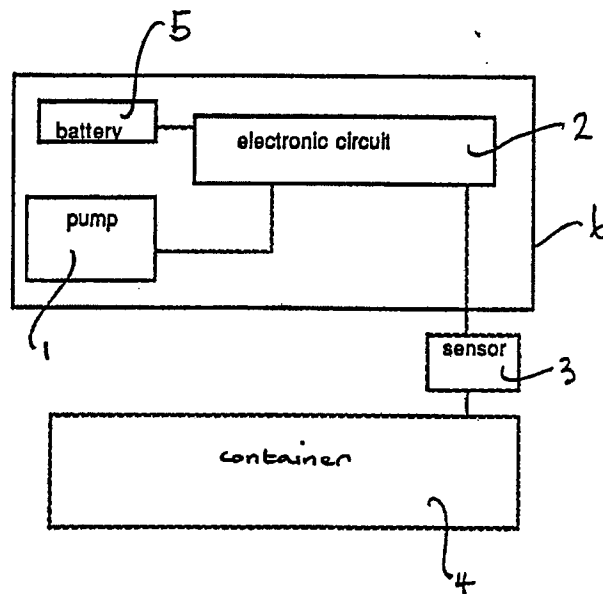 5
battery
electronic circuit
2
pump
6
1
sensor
3
container
4